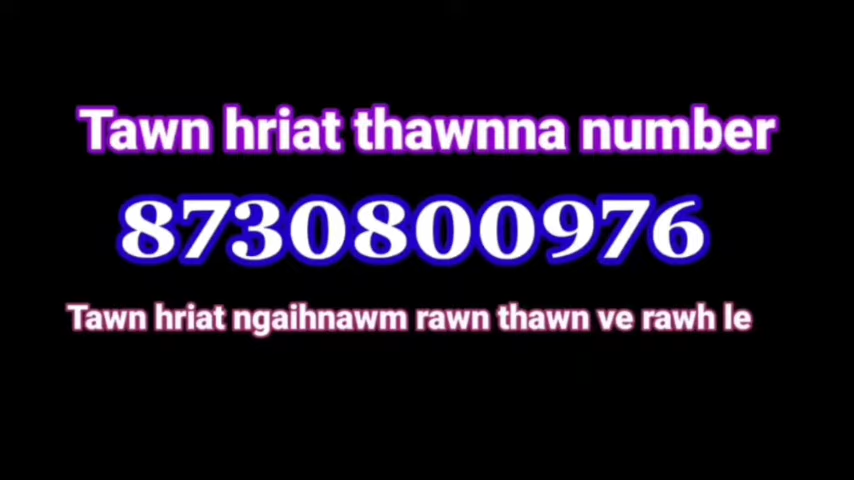 Tawn hriat thawnna number
8730800976
Tawn hriat ngaihnawm rawn thawn ve rawh le